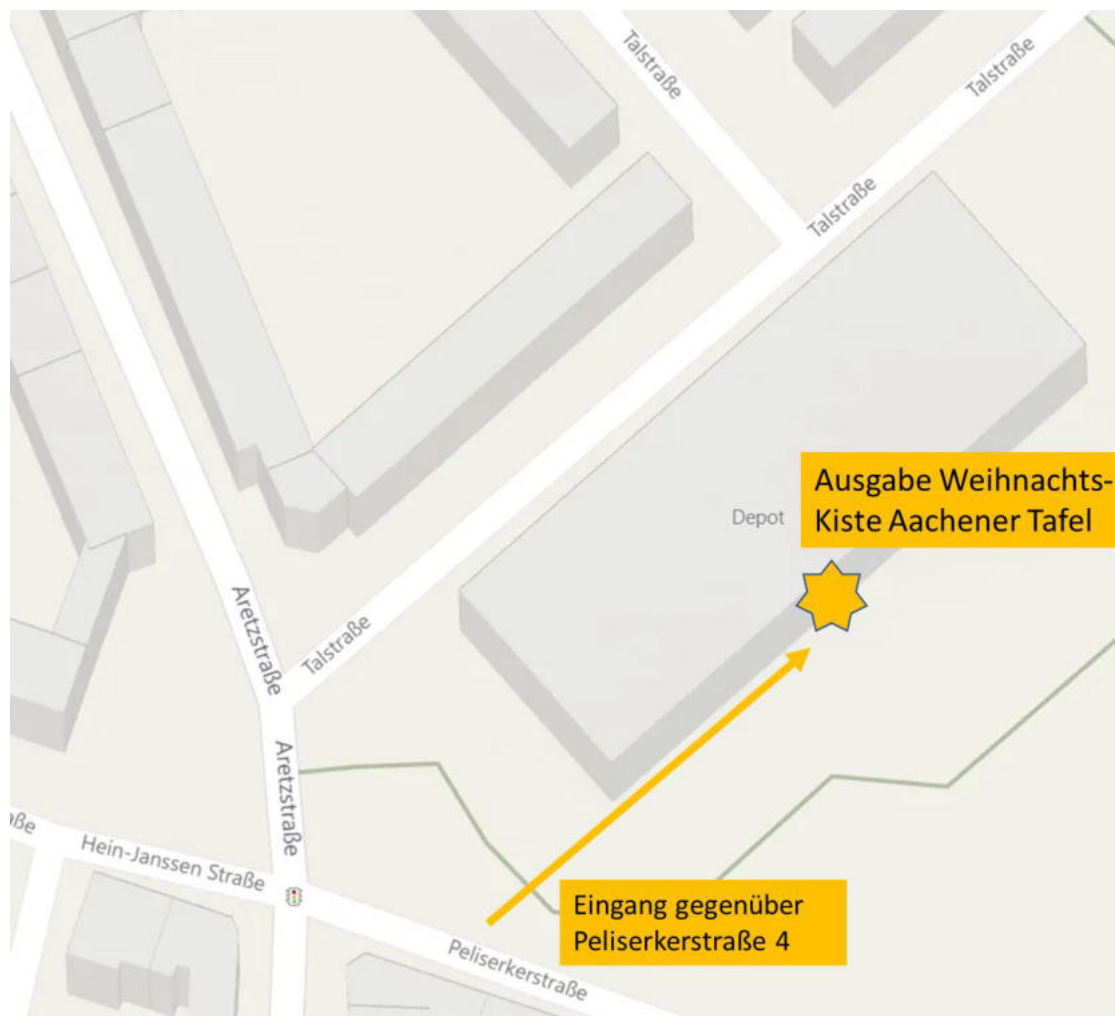 Talstraße
Talstraße
Talstraße
Ausgabe Weihnachts-
Kiste Aachener Tafel
Depot
Aretzstraße
Talstraße
Aretzstraße
Hein-Janssen Straße
Eingang gegenüber
Peliserkerstraße 4
Peliserkerstraße